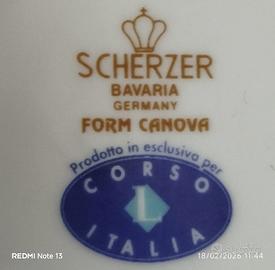 SCHERZER
BAVARIA
GERMANY
FORM CANOVA
Prodotto in esclusiva per
CORSO
L
ITALIA
REDMI Note 13
18/02/2026 11:44